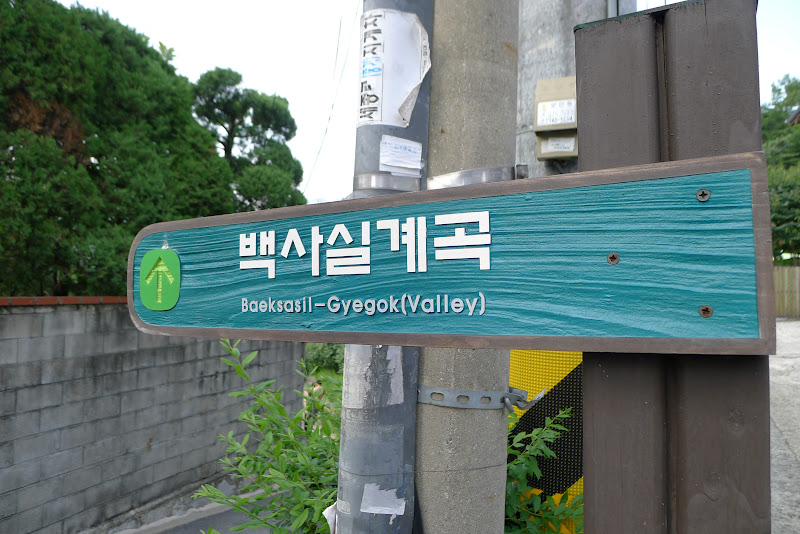 백사실계곡
Baeksasil-Gyegok(Valley)